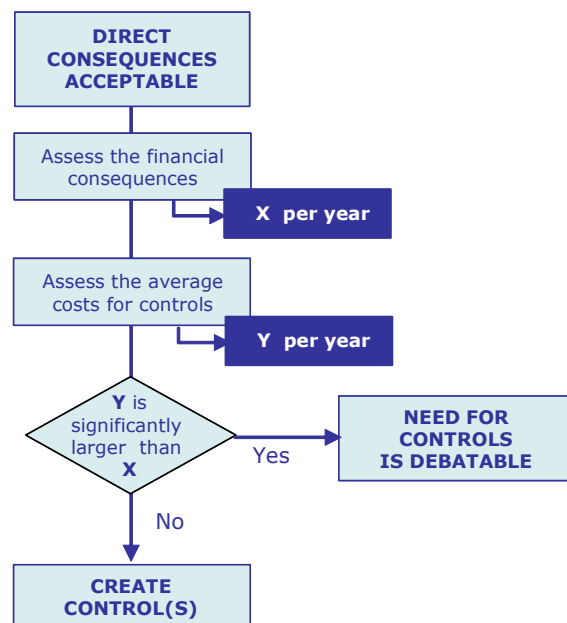 DIRECT
CONSEQUENCES
ACCEPTABLE
Assess the financial
consequences
X per year
Assess the average
costs for controls
Y per year
Y is
significantly
larger than
X
Yes
NEED FOR
CONTROLS
IS DEBATABLE
No
CREATE
CONTROL(S)